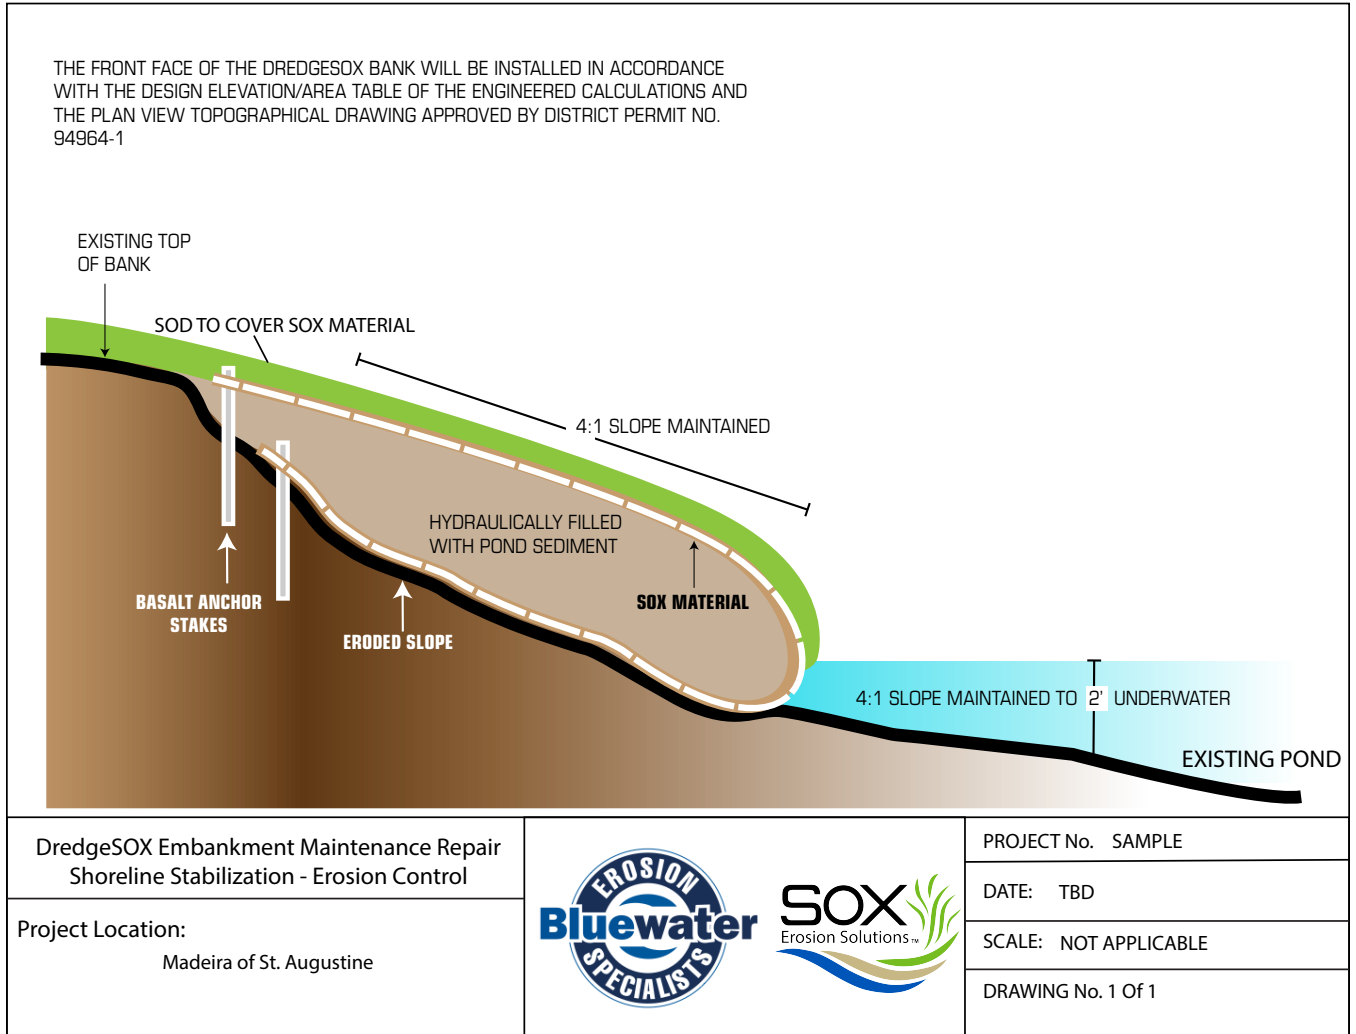 THE FRONT FACE OF THE DREDGESOX BANK WILL BE INSTALLED IN ACCORDANCE
WITH THE DESIGN ELEVATION/AREA TABLE OF THE ENGINEERED CALCULATIONS AND
THE PLAN VIEW TOPOGRAPHICAL DRAWING APPROVED BY DISTRICT PERMIT NO.
94964-1
EXISTING TOP
OF BANK
SOD TO COVER SOX MATERIAL
4:1 SLOPE MAINTAINED
HYDRAULICALLY FILLED
WITH POND SEDIMENT
SOX MATERIAL
BASALT ANCHOR
STAKES
ERODED SLOPE
4:1 SLOPE MAINTAINED TO 2' UNDERWATER
EXISTING POND
DredgeSOX Embankment Maintenance Repair
Shoreline Stabilization - Erosion Control
Project Location:
Madeira of St. Augustine
EROSION
Bluewater
SPECIALISTS
SOX
Erosion Solutions TM
PROJECT No. SAMPLE
DATE: TBD
SCALE: NOT APPLICABLE
DRAWING No. 1 Of 1